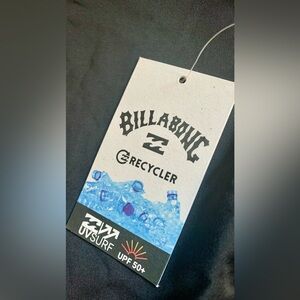 BILLABONG
RECYCLER
UVSURF
UPF 50+